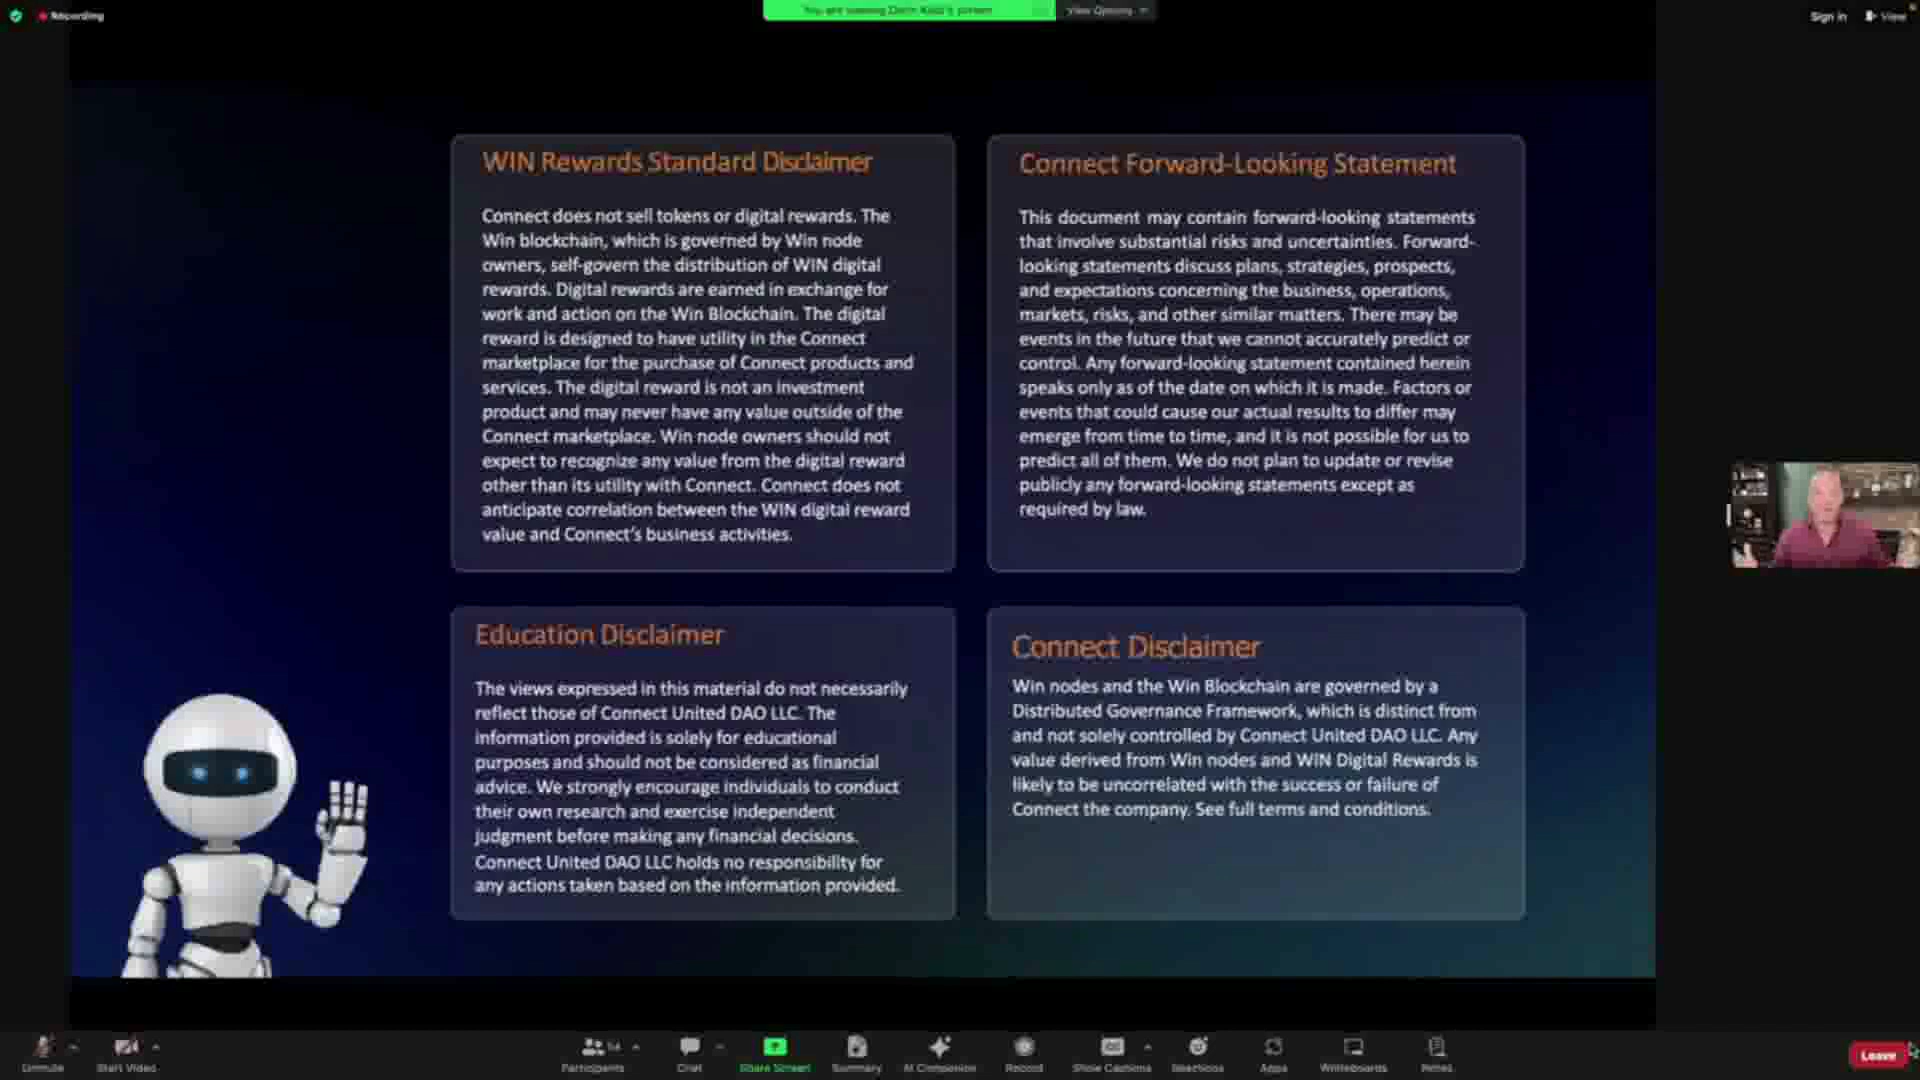 Recording
You are viewing Darin Kidd's screen
View Options
Sign in
View
WIN Rewards Standard Disclaimer
Connect does not sell tokens or digital rewards. The
Win blockchain, which is governed by Win node
owners, self-govern the distribution of WIN digital
rewards. Digital rewards are earned in exchange for
work and action on the Win Blockchain. The digital
reward is designed to have utility in the Connect
marketplace for the purchase of Connect products and
services. The digital reward is not an investment
product and may never have any value outside of the
Connect marketplace. Win node owners should not
expect to recognize any value from the digital reward
other than its utility with Connect. Connect does not
anticipate correlation between the WIN digital reward
value and Connect's business activities.
Connect Forward-Looking Statement
This document may contain forward-looking statements
that involve substantial risks and uncertainties. Forward-
looking statements discuss plans, strategies, prospects,
and expectations concerning the business, operations,
markets, risks, and other similar matters. There may be
events in the future that we cannot accurately predict or
control. Any forward-looking statement contained herein
speaks only as of the date on which it is made. Factors or
events that could cause our actual results to differ may
emerge from time to time, and it is not possible for us to
predict all of them. We do not plan to update or revise
publicly any forward-looking statements except as
required by law.
Education Disclaimer
The views expressed in this material do not necessarily
reflect those of Connect United DAO LLC. The
information provided is solely for educational
purposes and should not be considered as financial
advice. We strongly encourage individuals to conduct
their own research and exercise independent
judgment before making any financial decisions.
Connect United DAO LLC holds no responsibility for
any actions taken based on the information provided.
Connect Disclaimer
Win nodes and the Win Blockchain are governed by a
Distributed Governance Framework, which is distinct from
and not solely controlled by Connect United DAO LLC. Any
value derived from Win nodes and WIN Digital Rewards is
likely to be uncorrelated with the success or failure of
Connect the company. See full terms and conditions.
Unmute
Start Video
Participants
Chat
Share Screen
Summary
AI Companion
Record
Show Captions
Reactions
Apps
Whiteboards
Notes
Leave